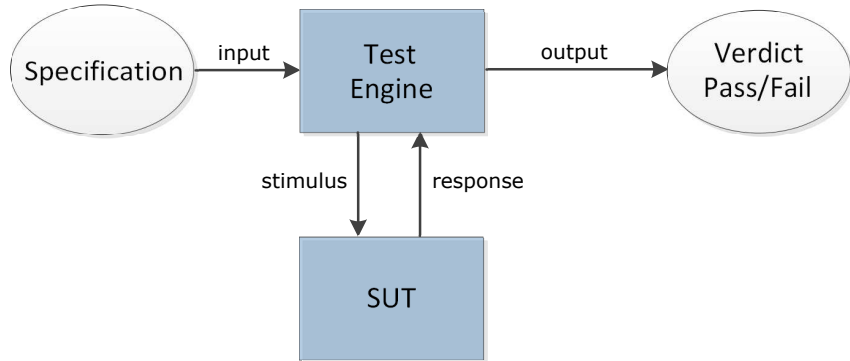 Specification
input
Test
Engine
output
Verdict
Pass/Fail
stimulus
response
SUT